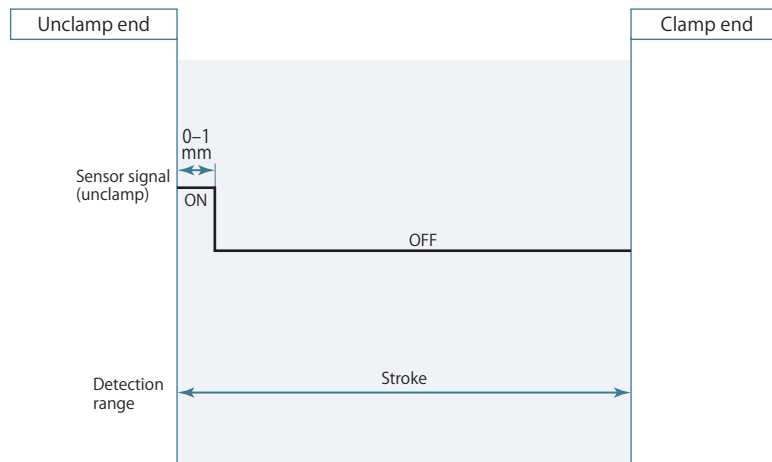 Unclamp end
Clamp end
0–1
mm
Sensor signal
(unclamp)
ON
OFF
Stroke
Detection
range